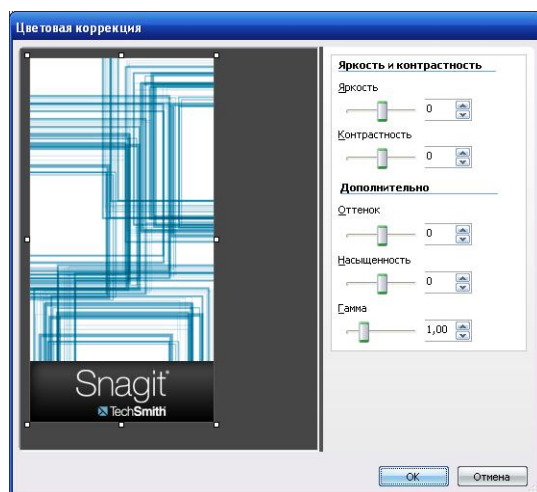 Цветовая коррекция
Яркость и контрастность
Яркость
0
Контрастность
0
Дополнительно
Оттенок
0
Насыщенность
0
Гамма
1,00
Snagit
TechSmith
OK
Отмена